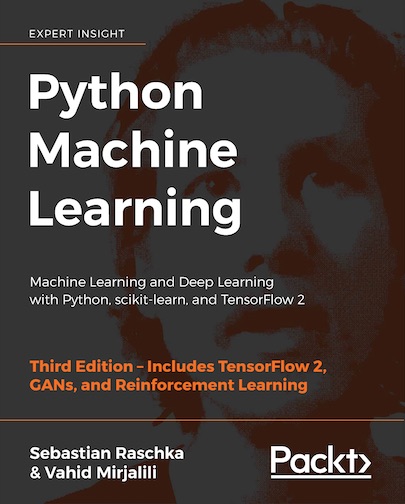 EXPERT INSIGHT
Python
Machine
Learning
Machine Learning and Deep Learning
with Python, scikit-learn, and TensorFlow 2
Third Edition – Includes TensorFlow 2,
GANs, and Reinforcement Learning
Sebastian Raschka
& Vahid Mirjalili
Packt>